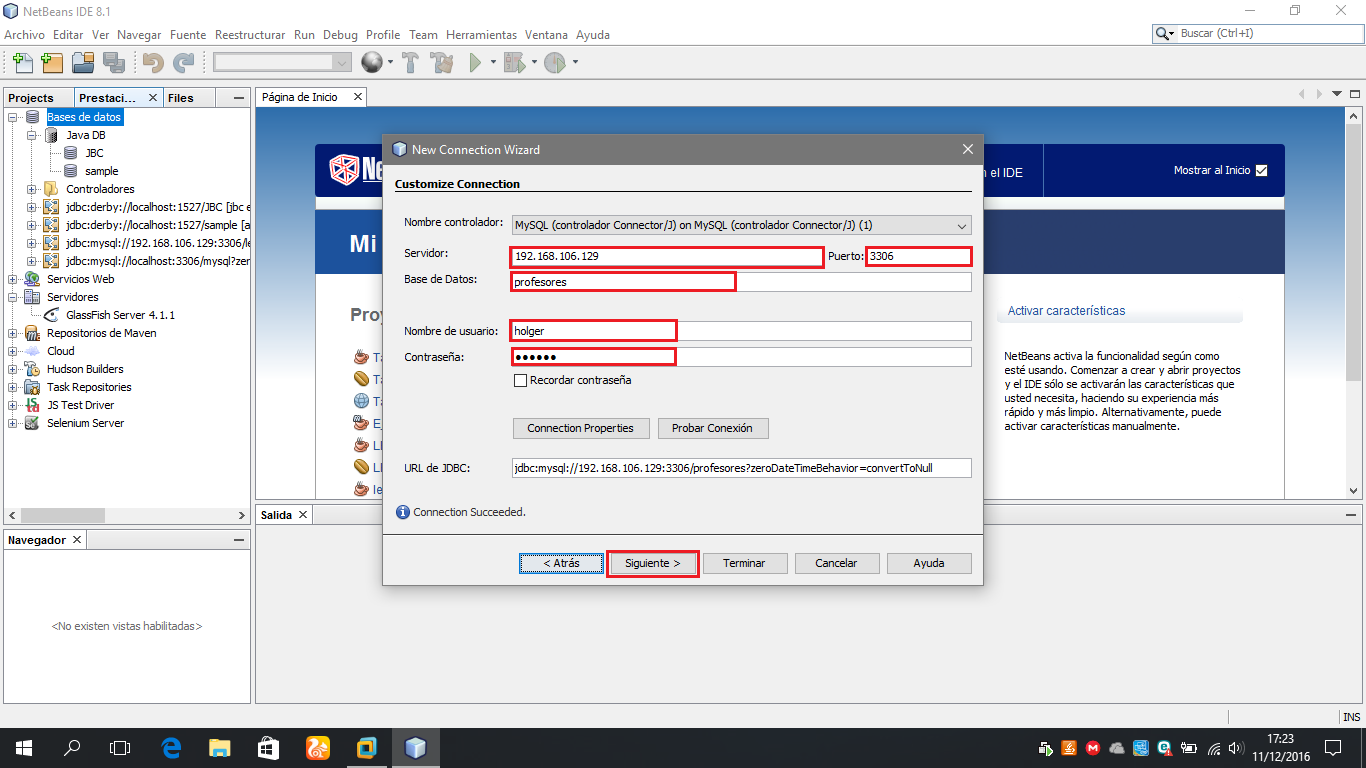 NetBeans IDE 8.1
Archivo Editar Ver Navegar Fuente Reestructurar Run Debug Profile Team Herramientas Ventana Ayuda
Buscar (Ctrl+I)
Projects
Prestaci...
Files
Página de Inicio
Bases de datos
Java DB
JBC
sample
Controladores
jdbc:derby://localhost:1527/JBC [jbc e
jdbc:derby://localhost:1527/sample [a
jdbc:mysql://192.168.106.129:3306/le
jdbc:mysql://localhost:3306/mysql?zer
Servicios Web
Servidores
GlassFish Server 4.1.1
Repositorios de Maven
Cloud
Hudson Builders
Task Repositories
JS Test Driver
Selenium Server
Navegador
<No existen vistas habilitadas>
Ne
n el IDE
Mostrar al Inicio
Mi
Proy
Activar características
NetBeans activa la funcionalidad según como
esté usando. Comenzar a crear y abrir proyectos
y el IDE sólo se activarán las características que
usted necesita, haciendo su experiencia más
rápido y más limpio. Alternativamente, puede
activar características manualmente.
New Connection Wizard
Customize Connection
Nombre controlador: MySQL (controlador Connector/J) on MySQL (controlador Connector/J) (1)
Servidor: 192.168.106.129 Puerto: 3306
Base de Datos: profesores
Nombre de usuario: holger
Contraseña: ●●●●●●
Recordar contraseña
Connection Properties
Probar Conexión
URL de JDBC: jdbc:mysql://192.168.106.129:3306/profesores?zeroDateTimeBehavior=convertToNull
Connection Succeeded.
< Atrás
Siguiente >
Terminar
Cancelar
Ayuda
Salida
INS
17:23
11/12/2016